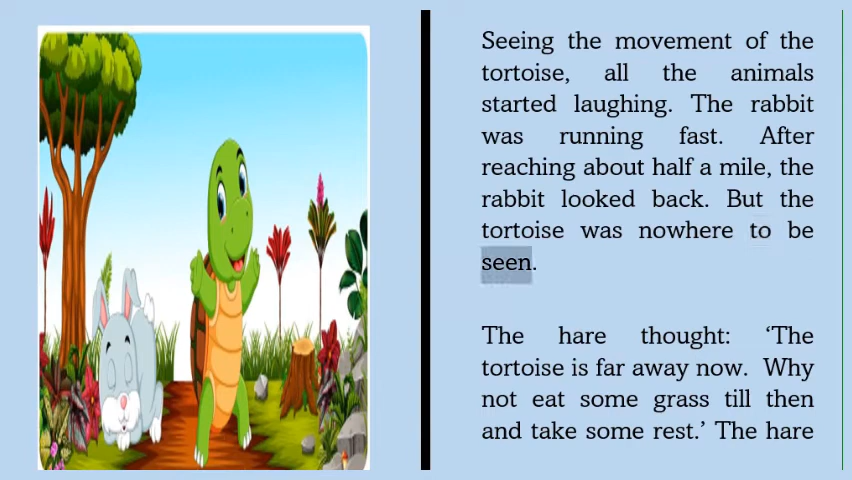 Seeing the movement of the
tortoise, all the animals
started laughing. The rabbit
was running fast. After
reaching about half a mile, the
rabbit looked back. But the
tortoise was nowhere to be
seen.
The hare thought: ‘The
tortoise is far away now. Why
not eat some grass till then
and take some rest.’ The hare